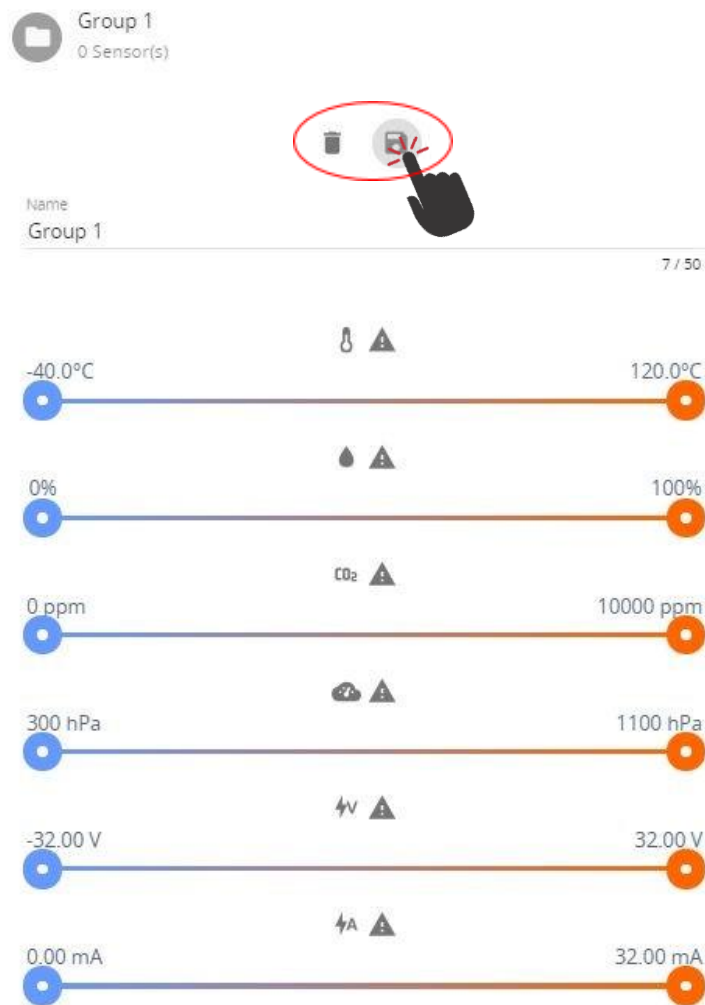 Group 1
0 Sensor(s)
Name
Group 1
7 / 50
-40.0°C 120.0°C
0% 100%
CO₂
0 ppm 10000 ppm
300 hPa 1100 hPa
V
-32.00 V 32.00 V
A
0.00 mA 32.00 mA